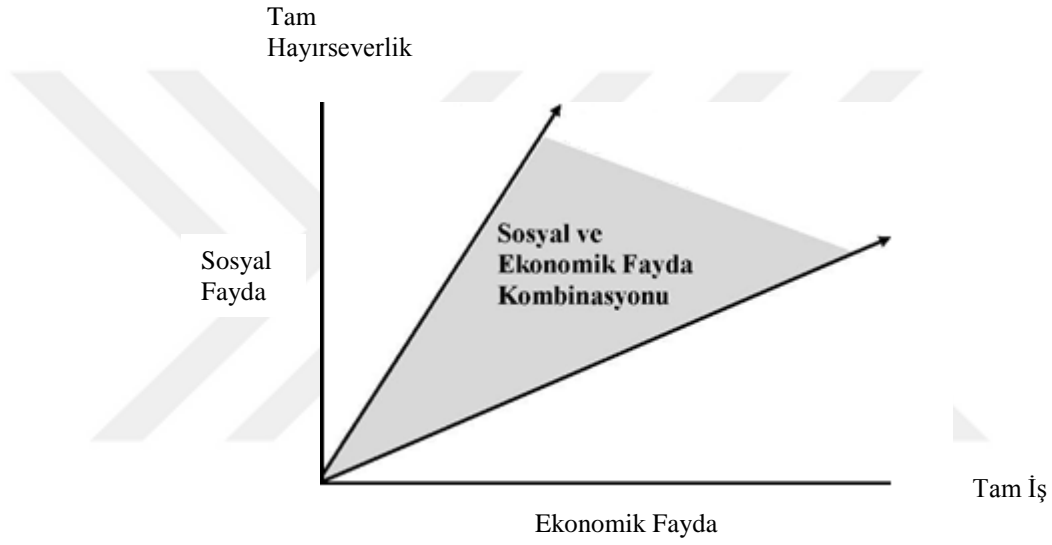 Tam
Hayırseverlik
Sosyal ve
Ekonomik Fayda
Kombinasyonu
Sosyal
Fayda
Tam İş
Ekonomik Fayda